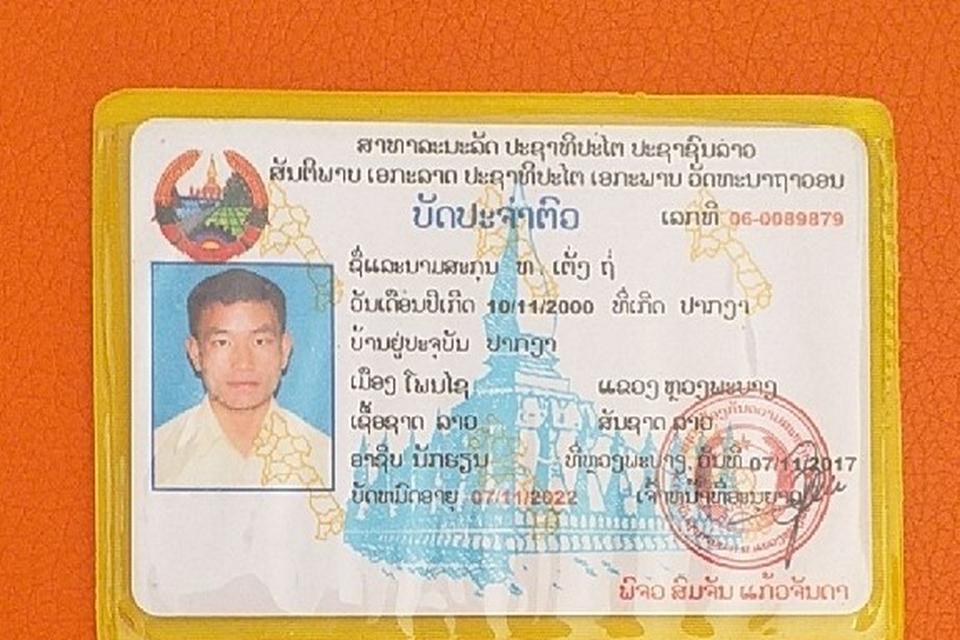 ສາທາລະນະລັດ ປະຊາທິປະໄຕ ປະຊາຊົນລາວ
ສັນຕິພາບ ເອກະລາດ ປະຊາທິປະໄຕ ເອກະພາບ ວັດທະນາຖາວອນ
ບັດປະຈຳຕົວ ເລກທີ 06-0089879
ຊື່ແລະນາມສະກຸນ ທ . ເຕັ່ງ ຖໍ່
ວັນເດືອນປີເກີດ 10/11/2000 ທີ່ເກີດ ປາກງາ
ບ້ານຢູ່ປະຈຸບັນ ປາກງາ
ເມືອງ ໂພນໄຊ ແຂວງ ຫຼວງພະບາງ
ເຊື້ອຊາດ ລາວ ສັນຊາດ ລາວ
ອາຊີບ ນັກຮຽນ ທີ່ຫຼວງພະບາງ, ວັນທີ 07/11/2017
ບັດໝົດອາຍຸ 07/11/2022 ເຈົ້າໜ້າທີ່ອະນຸຍາດ
ພົຈວ ສົມຈັນ ແກ້ວຈັນດາ